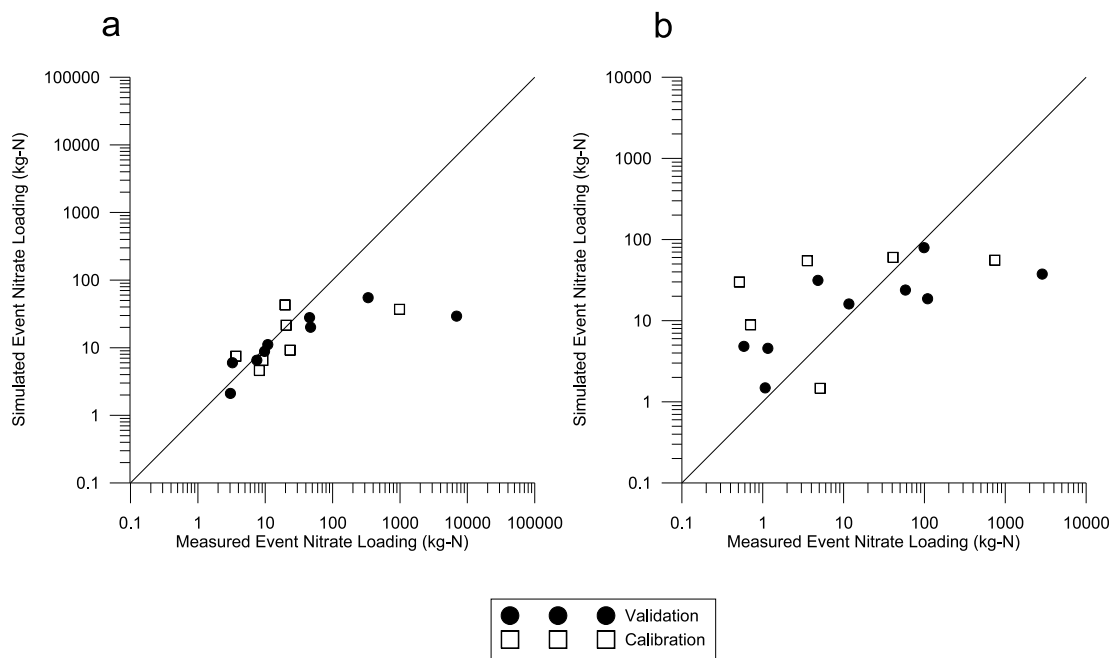 a
b
100000
10000
1000
100
10
1
0.1
Simulated Event Nitrate Loading (kg-N)
0.1 1 10 100 1000 10000 100000
Measured Event Nitrate Loading (kg-N)
10000
1000
100
10
1
0.1
Simulated Event Nitrate Loading (kg-N)
0.1 1 10 100 1000 10000
Measured Event Nitrate Loading (kg-N)
Validation
Calibration